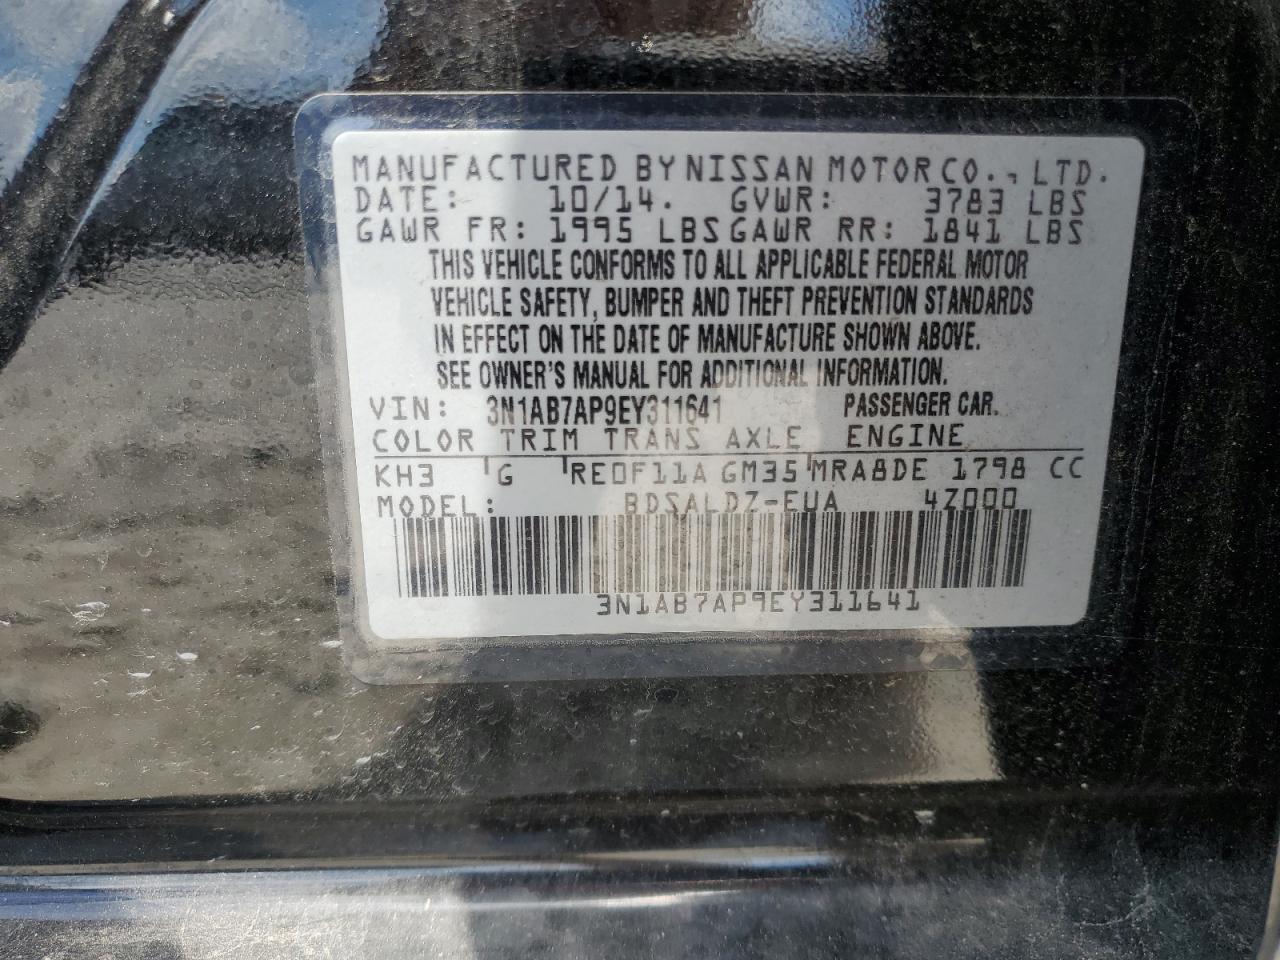 MANUFACTURED BY NISSAN MOTOR CO., LTD.
DATE: 10/14. GVWR: 3783 LBS
GAWR FR: 1995 LBS GAWR RR: 1841 LBS
THIS VEHICLE CONFORMS TO ALL APPLICABLE FEDERAL MOTOR
VEHICLE SAFETY, BUMPER AND THEFT PREVENTION STANDARDS
IN EFFECT ON THE DATE OF MANUFACTURE SHOWN ABOVE.
SEE OWNER'S MANUAL FOR ADDITIONAL INFORMATION.
VIN: 3N1AB7AP9EY311641 PASSENGER CAR.
COLOR TRIM TRANS AXLE ENGINE
KH3 G RE0F11A GM35 MRA8DE 1798 CC
MODEL: BDSALDZ-EUA 4Z000
3N1AB7AP9EY311641